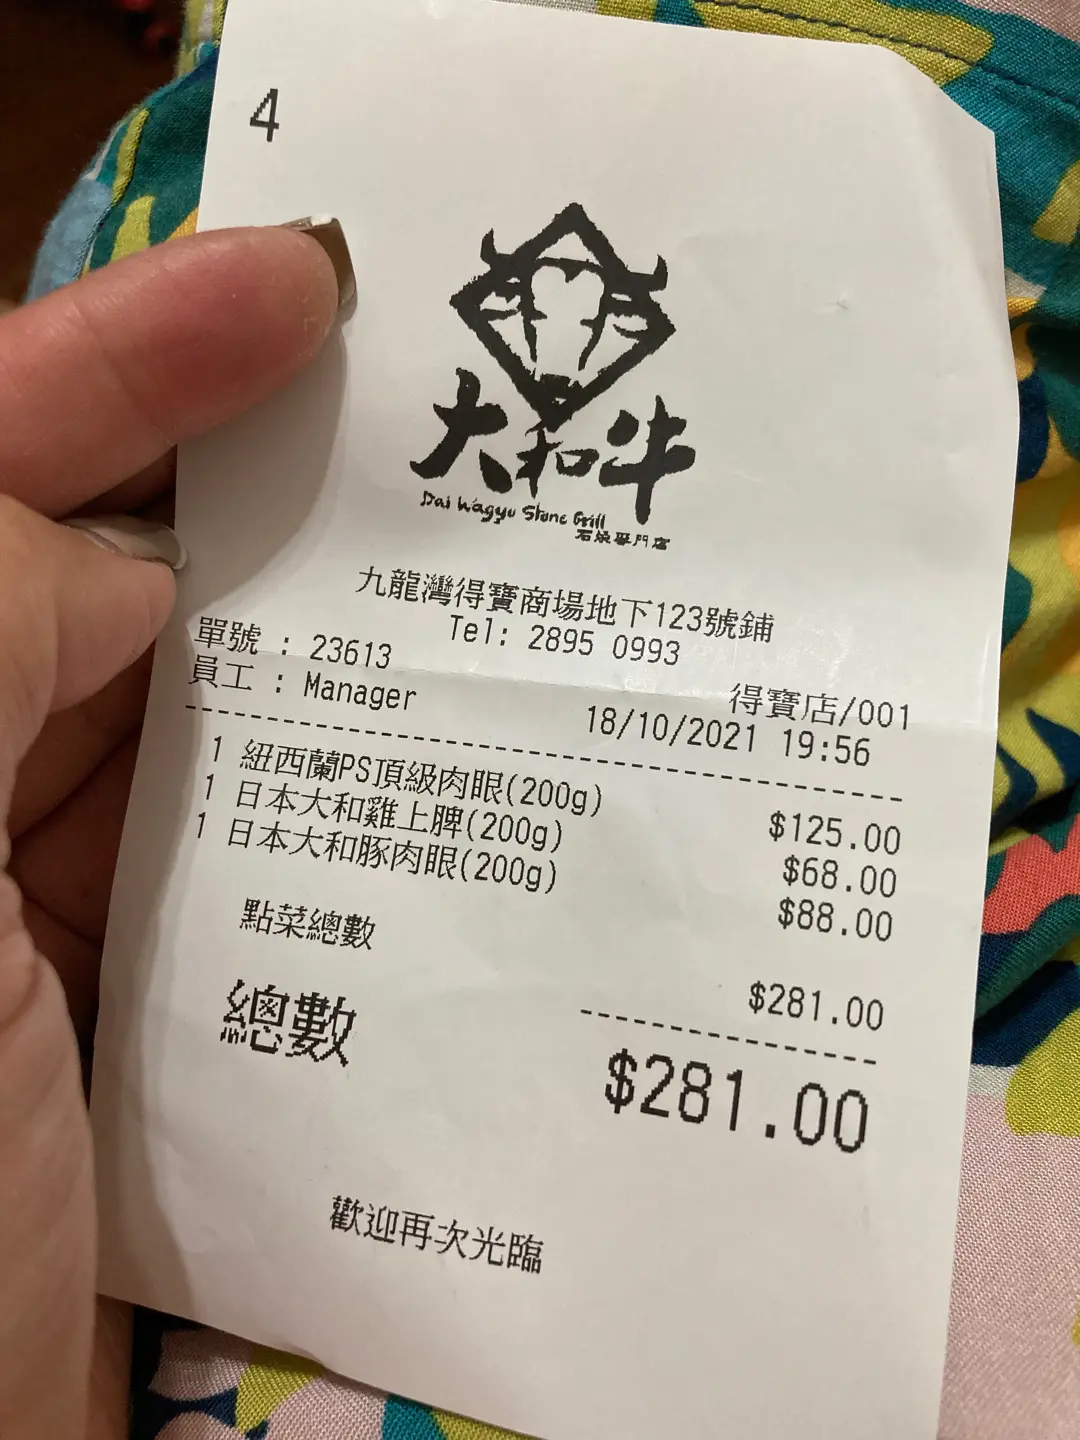 4
大和牛
Dai Wagyu Stone Grill
石燒專門店
九龍灣得寶商場地下123號鋪
Tel: 2895 0993
單號 : 23613
得寶店/001
員工 : Manager
18/10/2021 19:56
1 紐西蘭PS頂級肉眼(200g) $125.00
1 日本大和雞上脾(200g) $68.00
1 日本大和豚肉眼(200g) $88.00
點菜總數 $281.00
總數 $281.00
歡迎再次光臨